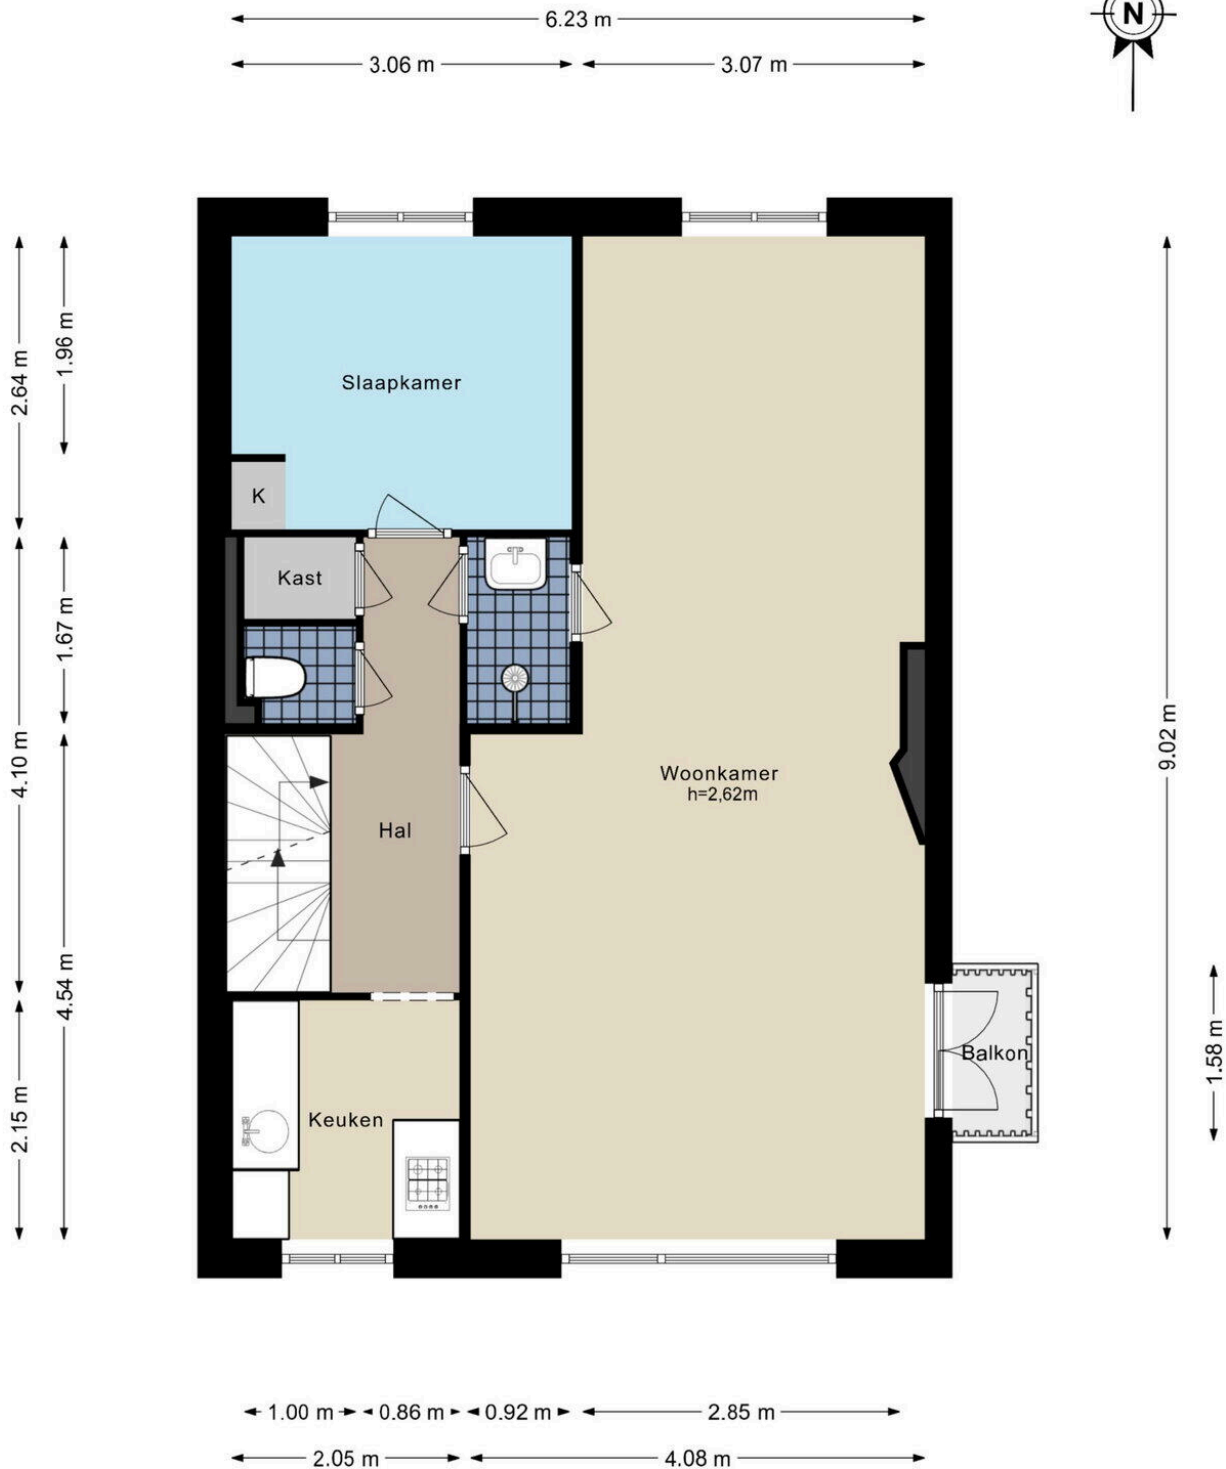 6.23 m
N
3.06 m
3.07 m
2.64 m
1.96 m
Slaapkamer
K
Kast
1.67 m
4.10 m
9.02 m
Woonkamer
h=2,62m
Hal
4.54 m
Balkon
1.58 m
2.15 m
Keuken
1.00 m
0.86 m
0.92 m
2.85 m
2.05 m
4.08 m